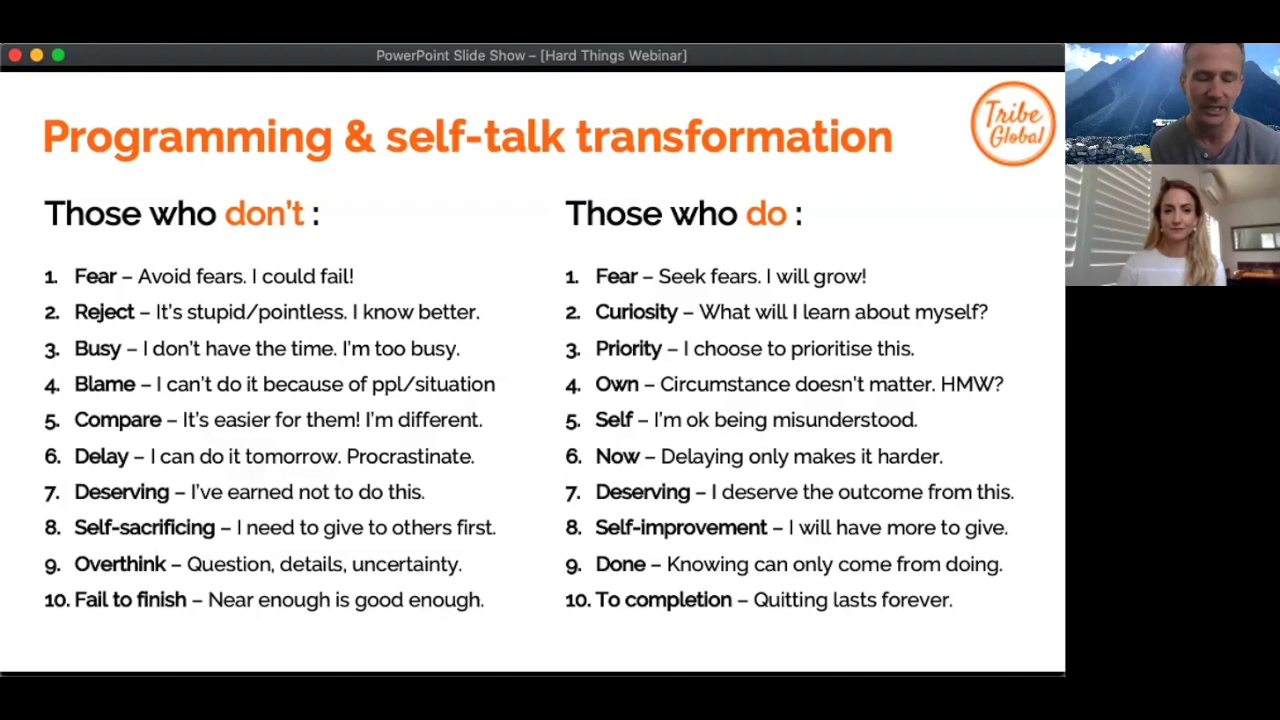 PowerPoint Slide Show – [Hard Things Webinar]
Tribe
Global
Programming & self-talk transformation
Those who don't :
1. Fear – Avoid fears. I could fail!
2. Reject – It's stupid/pointless. I know better.
3. Busy – I don't have the time. I'm too busy.
4. Blame – I can't do it because of ppl/situation
5. Compare – It's easier for them! I'm different.
6. Delay – I can do it tomorrow. Procrastinate.
7. Deserving – I've earned not to do this.
8. Self-sacrificing – I need to give to others first.
9. Overthink – Question, details, uncertainty.
10. Fail to finish – Near enough is good enough.
Those who do :
1. Fear – Seek fears. I will grow!
2. Curiosity – What will I learn about myself?
3. Priority – I choose to prioritise this.
4. Own – Circumstance doesn't matter. HMW?
5. Self – I'm ok being misunderstood.
6. Now – Delaying only makes it harder.
7. Deserving – I deserve the outcome from this.
8. Self-improvement – I will have more to give.
9. Done – Knowing can only come from doing.
10. To completion – Quitting lasts forever.